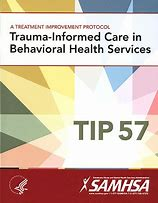 A TREATMENT IMPROVEMENT PROTOCOL
Trauma-Informed Care in
Behavioral Health Services
TIP 57
SAMHSA